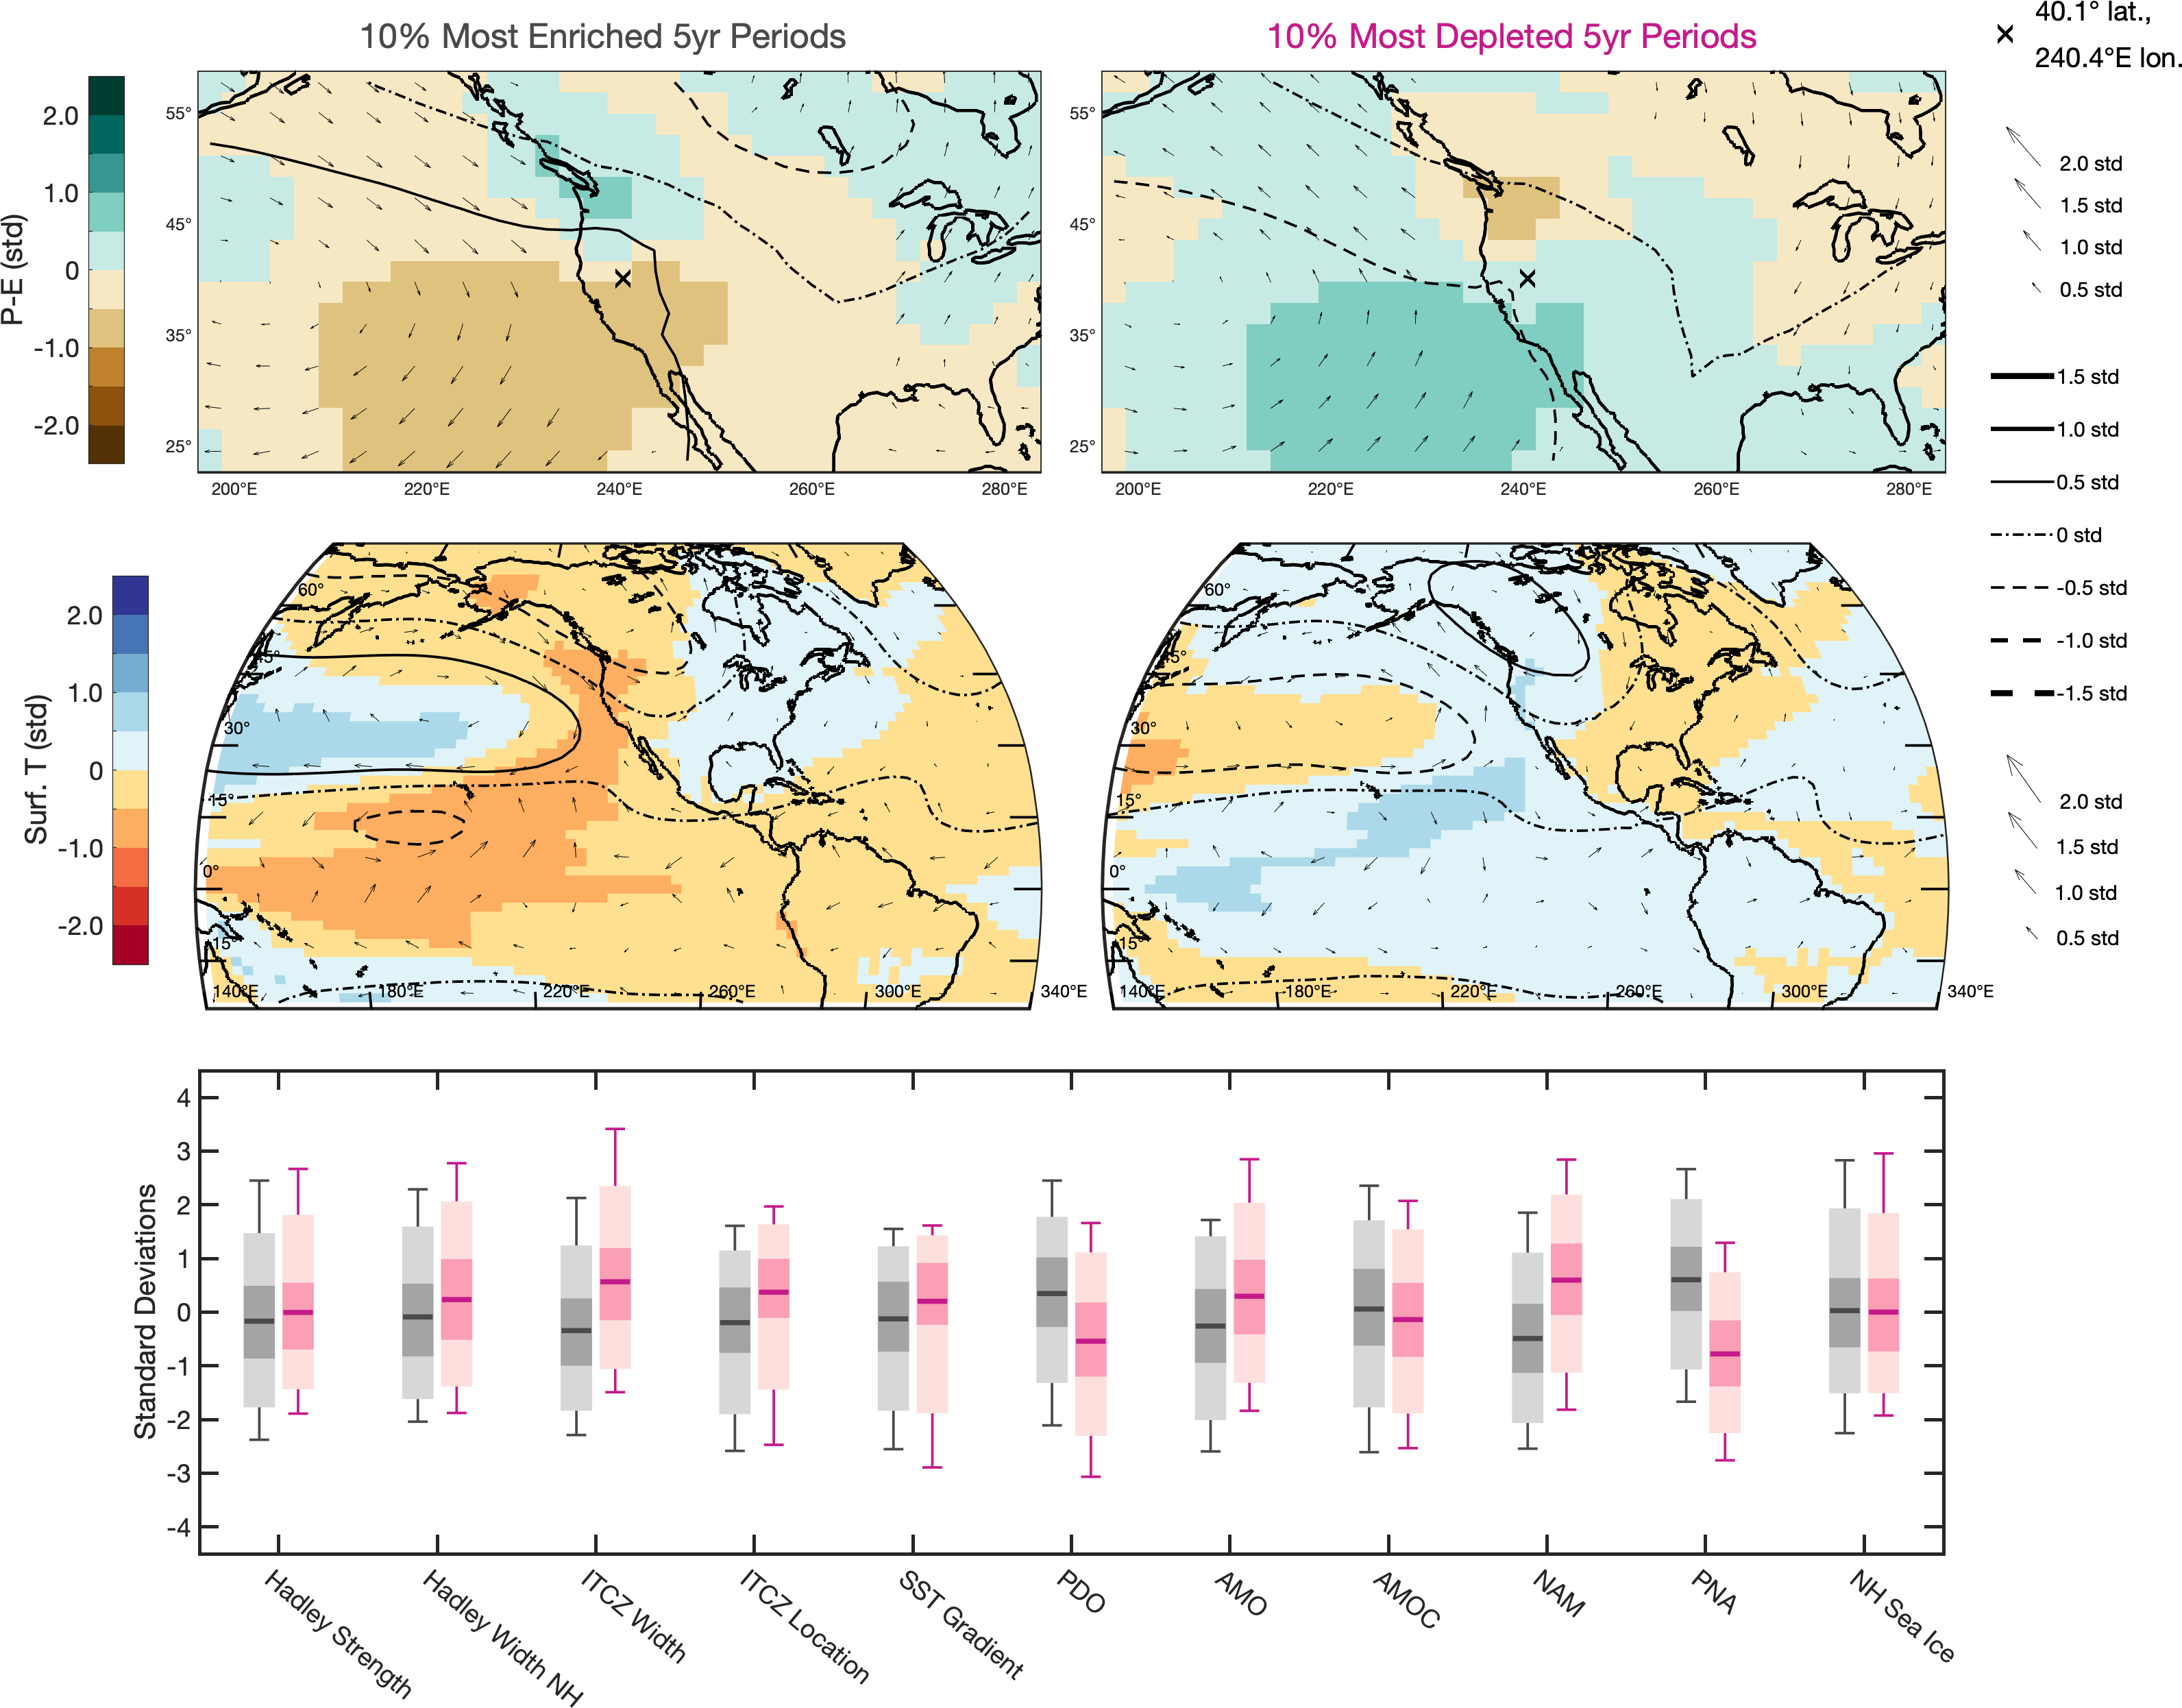 10% Most Enriched 5yr Periods
10% Most Depleted 5yr Periods
40.1° lat.,
240.4°E lon.
P-E (std)
2.0
1.0
0
-1.0
-2.0
55°
45°
35°
25°
200°E
220°E
240°E
260°E
280°E
55°
45°
35°
25°
200°E
220°E
240°E
260°E
280°E
2.0 std
1.5 std
1.0 std
0.5 std
1.5 std
1.0 std
0.5 std
0 std
-0.5 std
-1.0 std
-1.5 std
Surf. T (std)
2.0
1.0
0
-1.0
-2.0
60°
45°
30°
15°
0°
-15°
140°E
180°E
220°E
260°E
300°E
340°E
60°
45°
30°
15°
0°
-15°
140°E
180°E
220°E
260°E
300°E
340°E
2.0 std
1.5 std
1.0 std
0.5 std
Standard Deviations
4
3
2
1
0
-1
-2
-3
-4
Hadley Strength
Hadley Width NH
ITCZ Width
ITCZ Location
SST Gradient
PDO
AMO
AMOC
NAM
PNA
NH Sea Ice